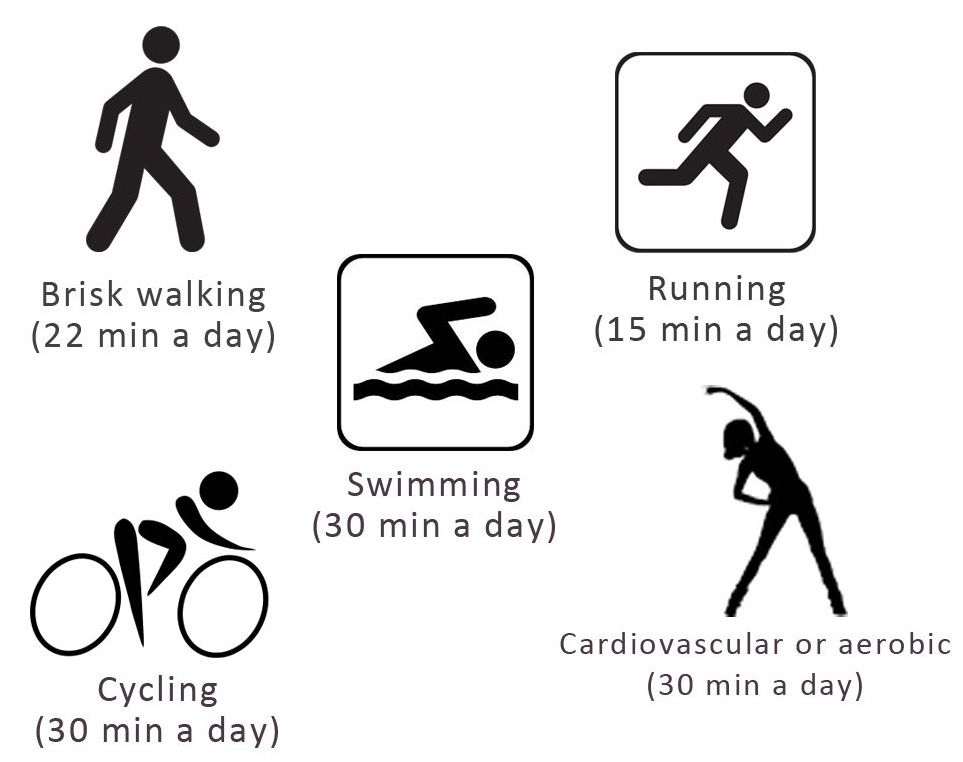 Brisk walking
(22 min a day)
Running
(15 min a day)
Swimming
(30 min a day)
Cycling
(30 min a day)
Cardiovascular or aerobic
(30 min a day)